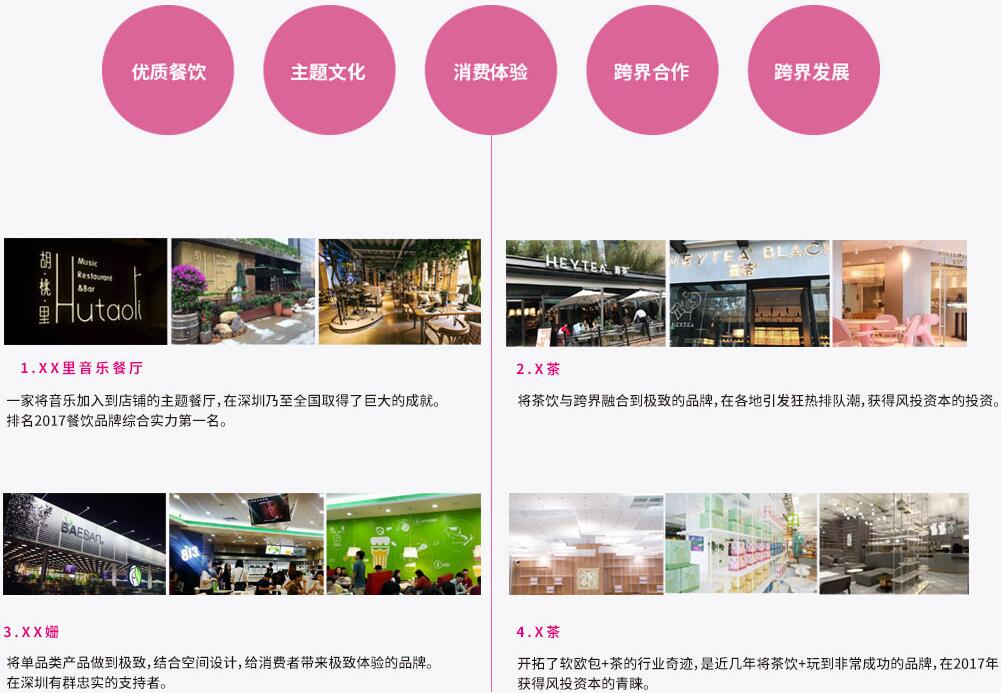 优质餐饮
主题文化
消费体验
跨界合作
跨界发展
胡·桃·里
Music
Restaurant
&Bar
Hutaoli
HEYTEA 喜茶
HEYTEA BLACK
喜茶
HEYTEA
1.XX里音乐餐厅
一家将音乐加入到店铺的主题餐厅,在深圳乃至全国取得了巨大的成就。
排名2017餐饮品牌综合实力第一名。
2.X茶
将茶饮与跨界融合到极致的品牌,在各地引发狂热排队潮,获得风投资本的投资。
BAESAN
813
3.XX姗
将单品类产品做到极致,结合空间设计,给消费者带来极致体验的品牌。
在深圳有群忠实的支持者。
4.X茶
开拓了软欧包+茶的行业奇迹,是近几年将茶饮+玩到非常成功的品牌,在2017年
获得风投资本的青睐。